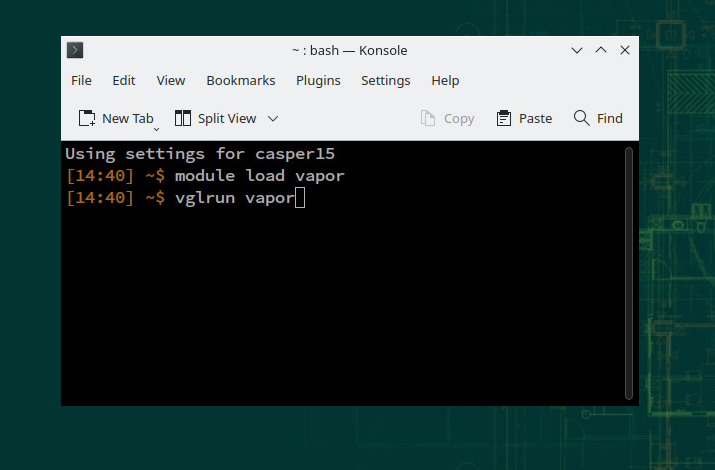 ~ : bash — Konsole
File Edit View Bookmarks Plugins Settings Help
New Tab Split View Copy Paste Find
Using settings for casper15
[14:40] ~$ module load vapor
[14:40] ~$ vglrun vapor